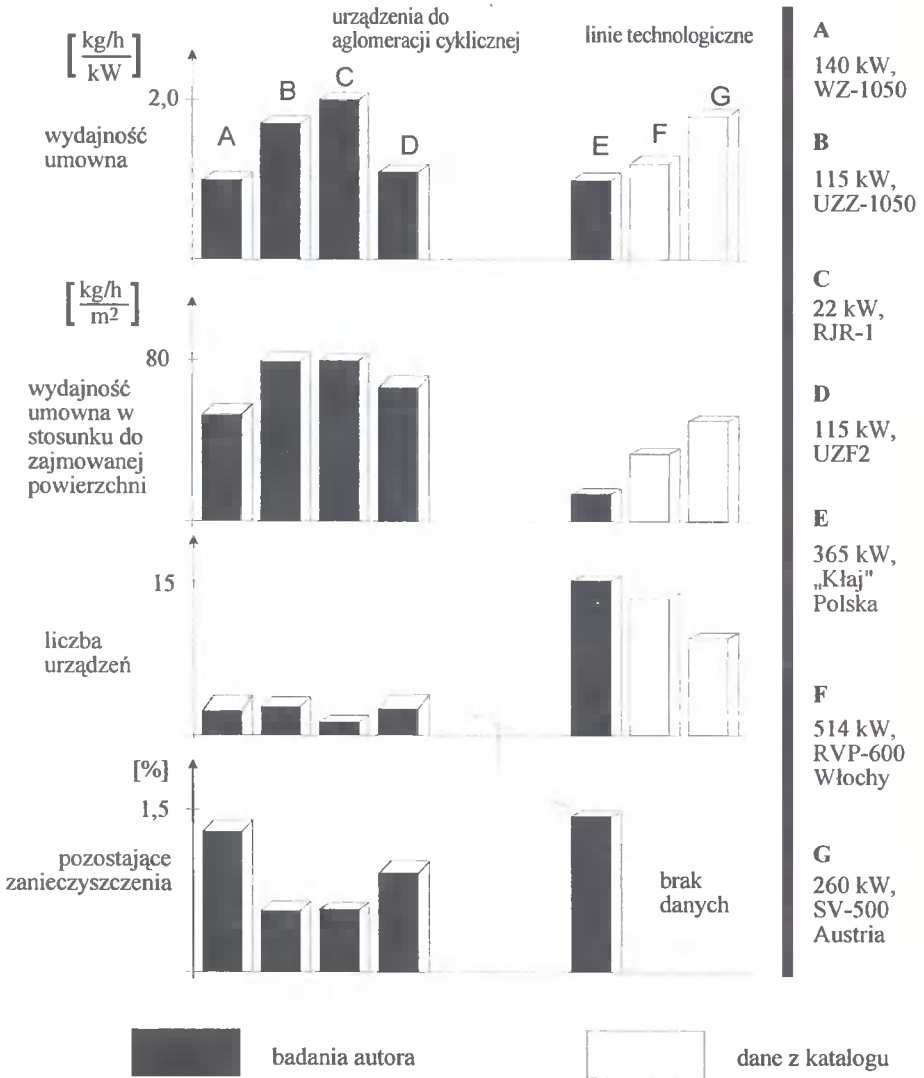 urządzenia do
aglomeracji cyklicznej
linie technologiczne
[kg/h
kW]
2,0
wydajność
umowna
A
B
C
D
E
F
G
[kg/h
m2]
80
wydajność
umowna w
stosunku do
zajmowanej
powierzchni
15
liczba
urządzeń
[%]
1,5
pozostające
zanieczyszczenia
brak
danych
A
140 kW,
WZ-1050
B
115 kW,
UZZ-1050
C
22 kW,
RJR-1
D
115 kW,
UZF2
E
365 kW,
„Kłaj"
Polska
F
514 kW,
RVP-600
Włochy
G
260 kW,
SV-500
Austria
badania autora
dane z katalogu